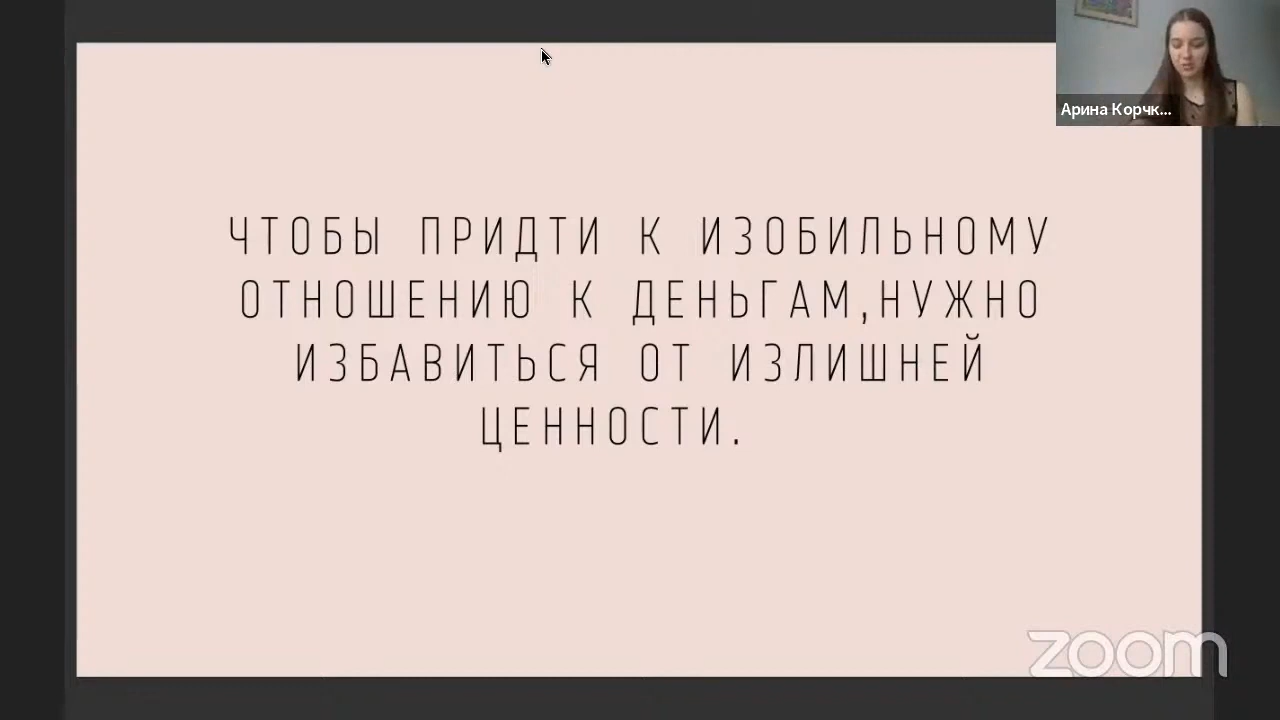 Арина Корчк...
ЧТОБЫ ПРИДТИ К ИЗОБИЛЬНОМУ
ОТНОШЕНИЮ К ДЕНЬГАМ,НУЖНО
ИЗБАВИТЬСЯ ОТ ИЗЛИШНЕЙ
ЦЕННОСТИ.
zoom